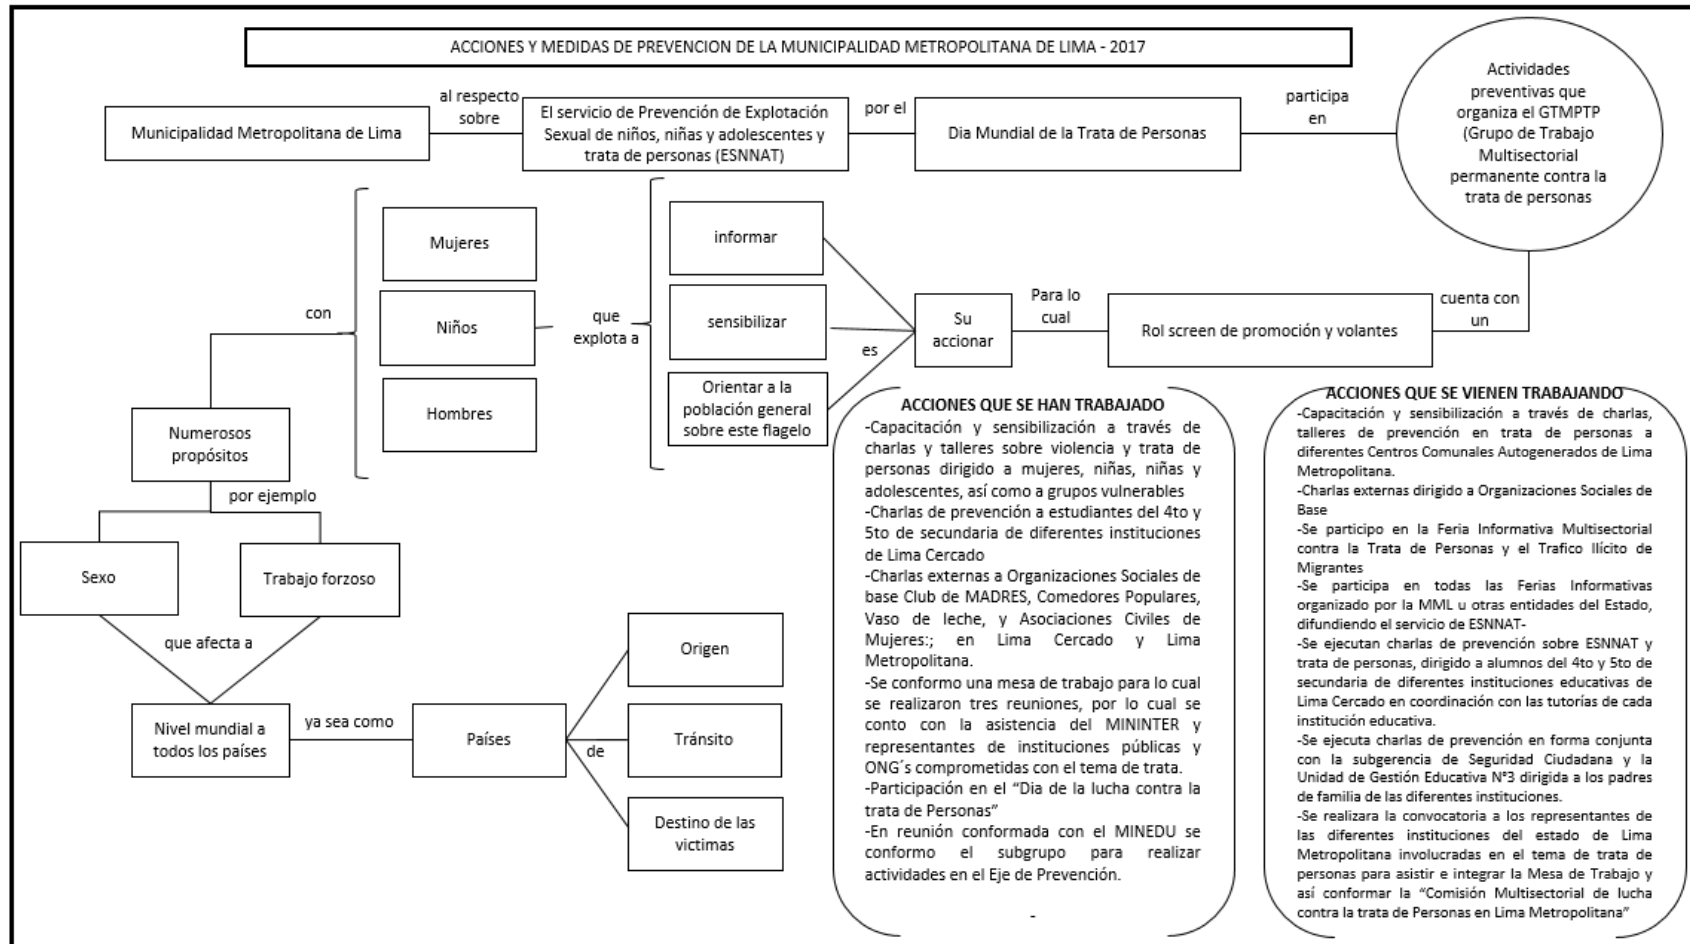 ACCIONES Y MEDIDAS DE PREVENCION DE LA MUNICIPALIDAD METROPOLITANA DE LIMA - 2017
Municipalidad Metropolitana de Lima
al respecto
sobre
El servicio de Prevención de Explotación
Sexual de niños, niñas y adolescentes y
trata de personas (ESNNAT)
por el
Dia Mundial de la Trata de Personas
participa
en
Actividades
preventivas que
organiza el GTMPTP
(Grupo de Trabajo
Multisectorial
permanente contra la
trata de personas
cuenta con
un
Rol screen de promoción y volantes
Para lo
cual
Su
accionar
es
informar
sensibilizar
Orientar a la
población general
sobre este flagelo
que
explota a
Mujeres
Niños
Hombres
con
Numerosos
propósitos
por ejemplo
Sexo
Trabajo forzoso
que afecta a
Nivel mundial a
todos los países
ya sea como
Países
de
Origen
Tránsito
Destino de las
victimas
ACCIONES QUE SE HAN TRABAJADO
-Capacitación y sensibilización a través de
charlas y talleres sobre violencia y trata de
personas dirigido a mujeres, niñas, niñas y
adolescentes, así como a grupos vulnerables
-Charlas de prevención a estudiantes del 4to y
5to de secundaria de diferentes instituciones
de Lima Cercado
-Charlas externas a Organizaciones Sociales de
base Club de MADRES, Comedores Populares,
Vaso de leche, y Asociaciones Civiles de
Mujeres:; en Lima Cercado y Lima
Metropolitana.
-Se conformo una mesa de trabajo para lo cual
se realizaron tres reuniones, por lo cual se
conto con la asistencia del MININTER y
representantes de instituciones públicas y
ONG´s comprometidas con el tema de trata.
-Participación en el “Dia de la lucha contra la
trata de Personas”
-En reunión conformada con el MINEDU se
conformo el subgrupo para realizar
actividades en el Eje de Prevención.
-
ACCIONES QUE SE VIENEN TRABAJANDO
-Capacitación y sensibilización a través de charlas,
talleres de prevención en trata de personas a
diferentes Centros Comunales Autogenerados de Lima
Metropolitana.
-Charlas externas dirigido a Organizaciones Sociales de
Base
-Se participo en la Feria Informativa Multisectorial
contra la Trata de Personas y el Trafico Ilícito de
Migrantes
-Se participa en todas las Ferias Informativas
organizado por la MML u otras entidades del Estado,
difundiendo el servicio de ESNNAT-
-Se ejecutan charlas de prevención sobre ESNNAT y
trata de personas, dirigido a alumnos del 4to y 5to de
secundaria de diferentes instituciones educativas de
Lima Cercado en coordinación con las tutorías de cada
institución educativa.
-Se ejecuta charlas de prevención en forma conjunta
con la subgerencia de Seguridad Ciudadana y la
Unidad de Gestión Educativa N°3 dirigida a los padres
de familia de las diferentes instituciones.
-Se realizara la convocatoria a los representantes de
las diferentes instituciones del estado de Lima
Metropolitana involucradas en el tema de trata de
personas para asistir e integrar la Mesa de Trabajo y
así conformar la “Comisión Multisectorial de lucha
contra la trata de Personas en Lima Metropolitana”